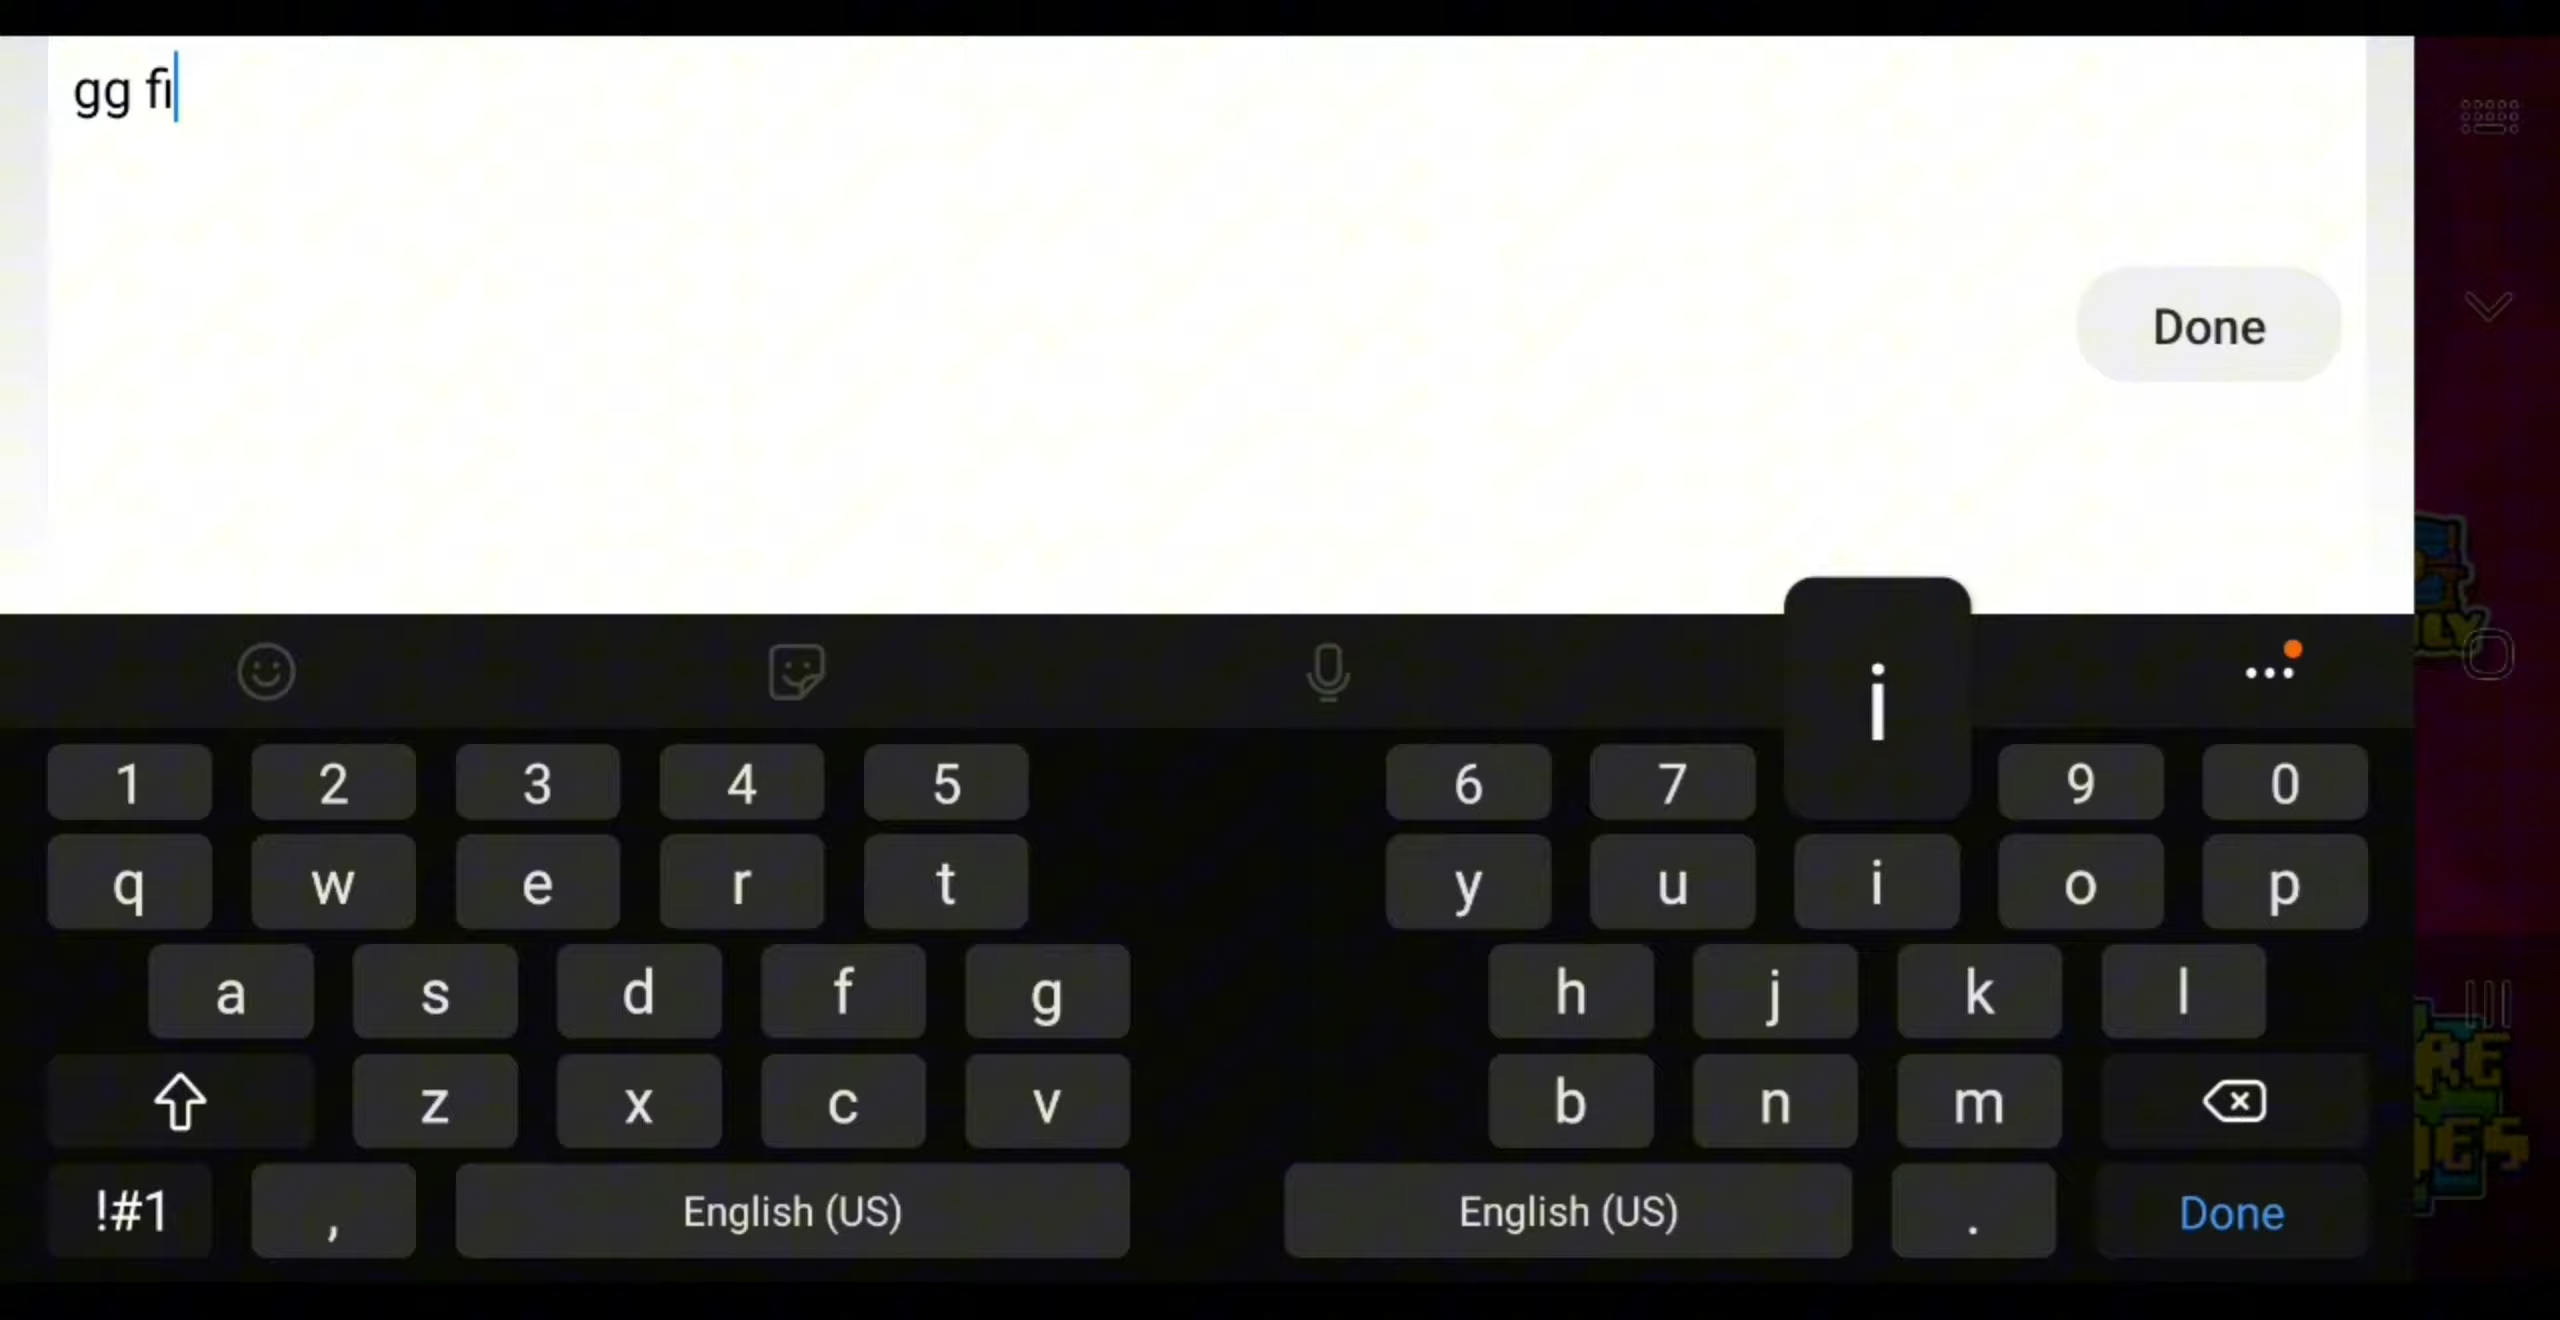 gg fi
Done
i
1 2 3 4 5 6 7 9 0
q w e r t y u i o p
a s d f g h j k l
z x c v b n m
!#1 , English (US) English (US) . Done